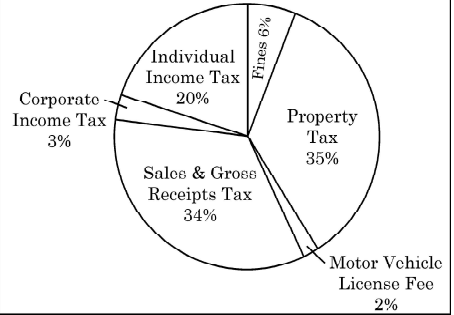 Fines 6%
Individual
Income Tax
20%
Corporate
Income Tax
3%
Property
Tax
35%
Sales & Gross
Receipts Tax
34%
Motor Vehicle
License Fee
2%